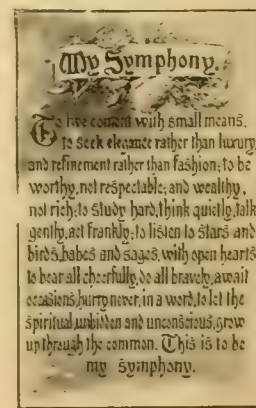 My Symphony.
To live content with small means,
to seek elegance rather than luxury,
and refinement rather than fashion; to be
worthy, not respectable; and wealthy,
not rich; to study hard, think quietly, talk
gently, act frankly; to listen to stars and
birds, babes and sages, with open hearts
to bear all cheerfully, do all bravely, await
occasions, hurry never, in a word, to let the
spiritual, unbidden and unconscious, grow
up through the common. This is to be
my symphony.